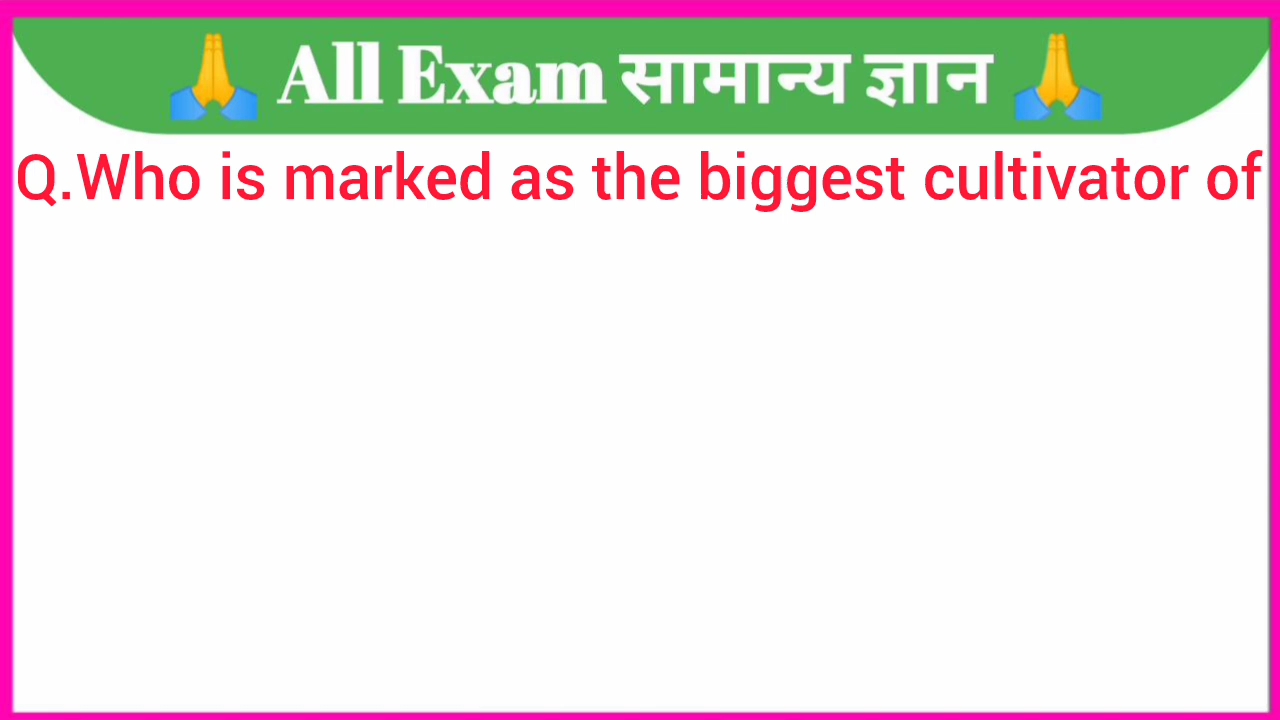 🙏 All Exam सामान्य ज्ञान 🙏
Q.Who is marked as the biggest cultivator of